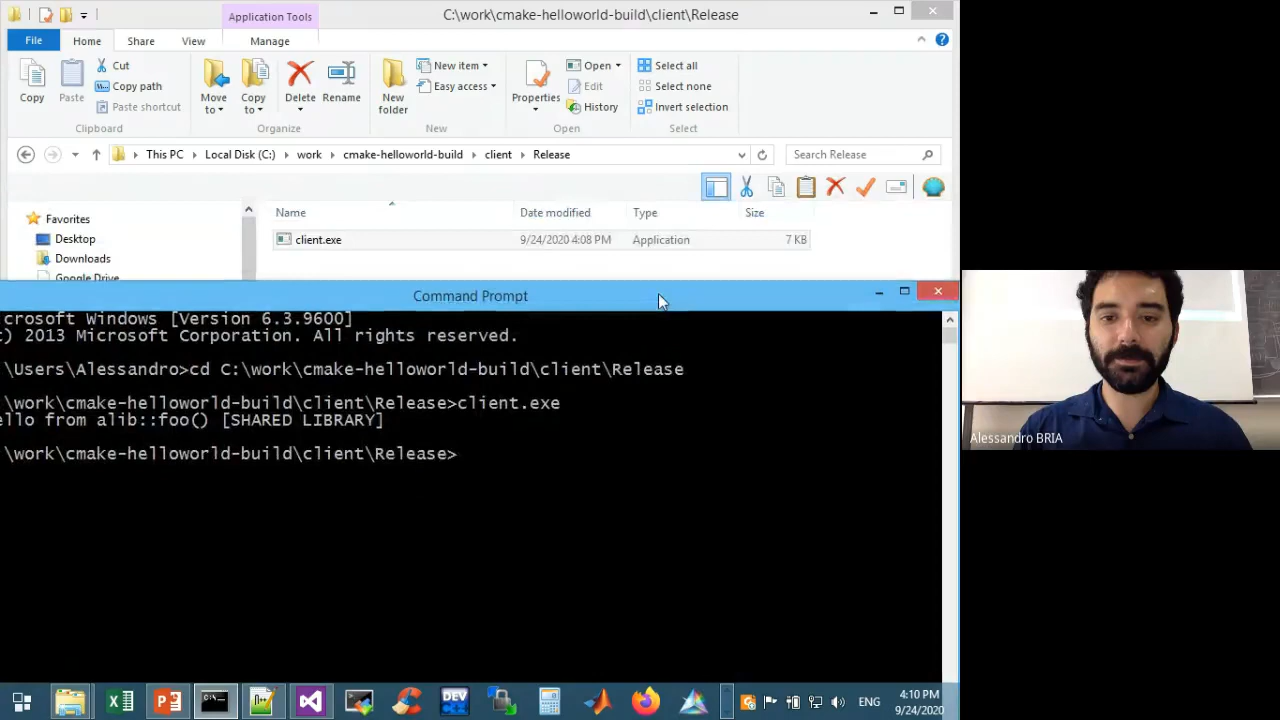 C:\work\cmake-helloworld-build\client\Release
Application Tools
File Home Share View Manage
Copy
Paste
Cut
Copy path
Paste shortcut
Clipboard
Move to
Copy to
Delete
Rename
Organize
New folder
New item
Easy access
New
Properties
Open
Edit
History
Open
Select all
Select none
Invert selection
Select
This PC Local Disk (C:) work cmake-helloworld-build client Release
Search Release
Favorites
Desktop
Downloads
Google Drive
Name Date modified Type Size
client.exe 9/24/2020 4:08 PM Application 7 KB
Command Prompt
crosoft Windows [Version 6.3.9600]
) 2013 Microsoft Corporation. All rights reserved.
\Users\Alessandro>cd C:\work\cmake-helloworld-build\client\Release
\work\cmake-helloworld-build\client\Release>client.exe
ello from alib::foo() [SHARED LIBRARY]
\work\cmake-helloworld-build\client\Release>
Alessandro BRIA
DEV
ENG
4:10 PM
9/24/2020